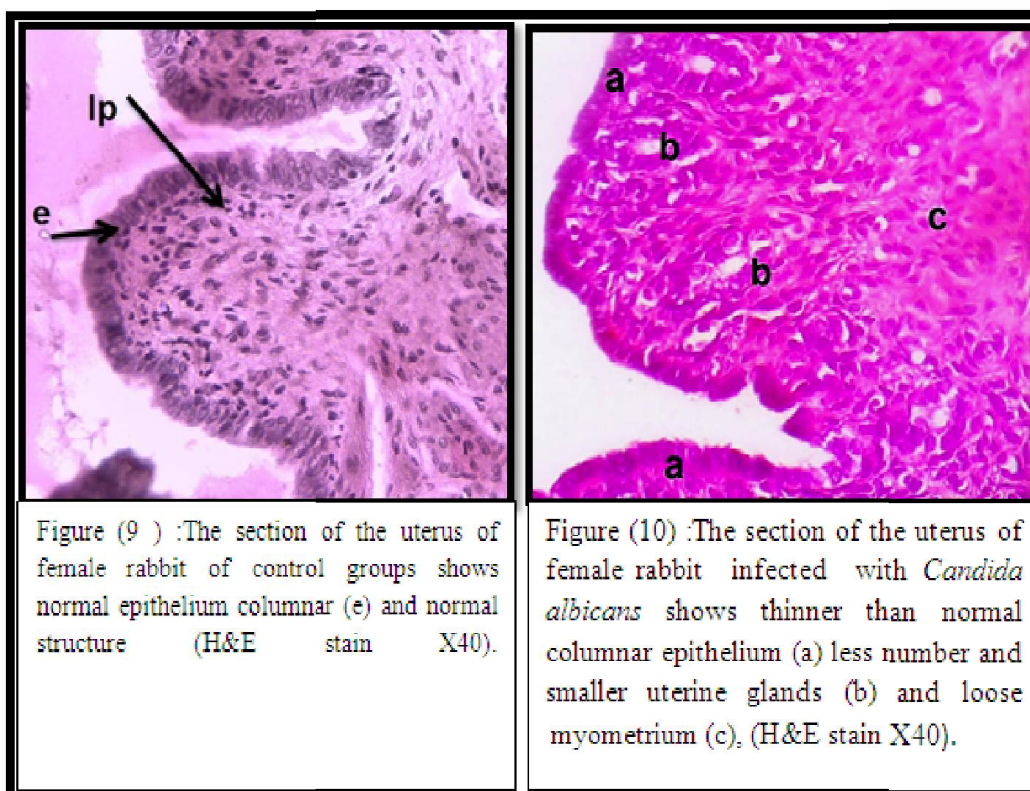 lp
e
a
b
c
b
a
Figure (9 ) :The section of the uterus of
female rabbit of control groups shows
normal epithelium columnar (e) and normal
structure (H&E stain X40).
Figure (10) :The section of the uterus of
female rabbit infected with Candida
albicans shows thinner than normal
columnar epithelium (a) less number and
smaller uterine glands (b) and loose
myometrium (c), (H&E stain X40).